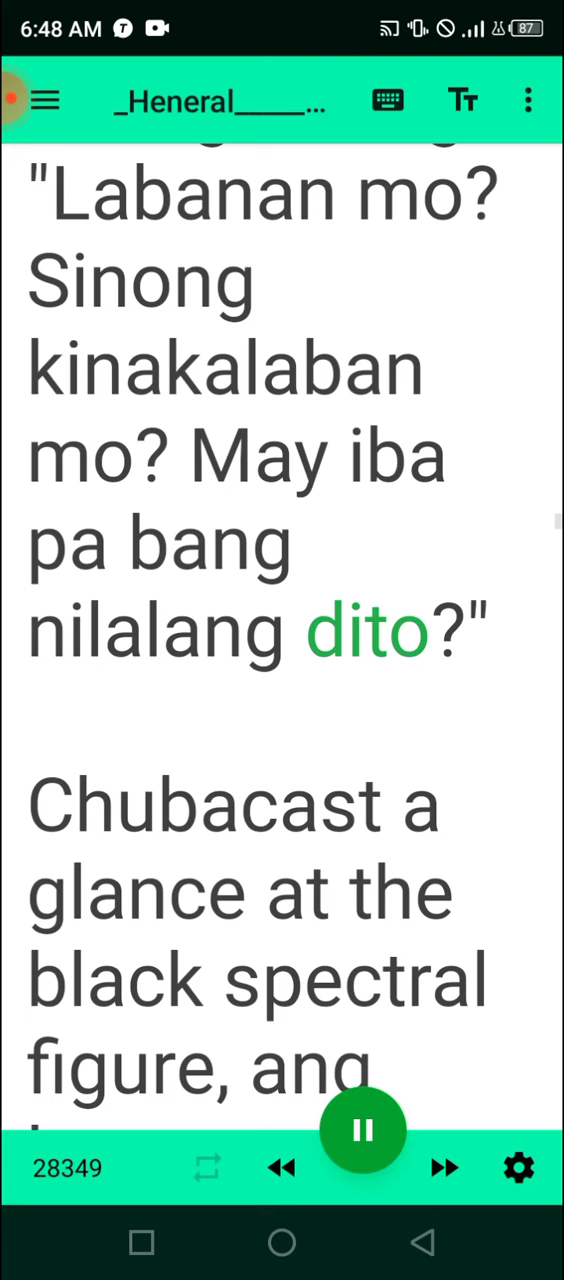 6:48 AM
87
_Heneral_____...
"Labanan mo?
Sinong
kinakalaban
mo? May iba
pa bang
nilalang dito?"
Chubacast a
glance at the
black spectral
figure, ang
28349